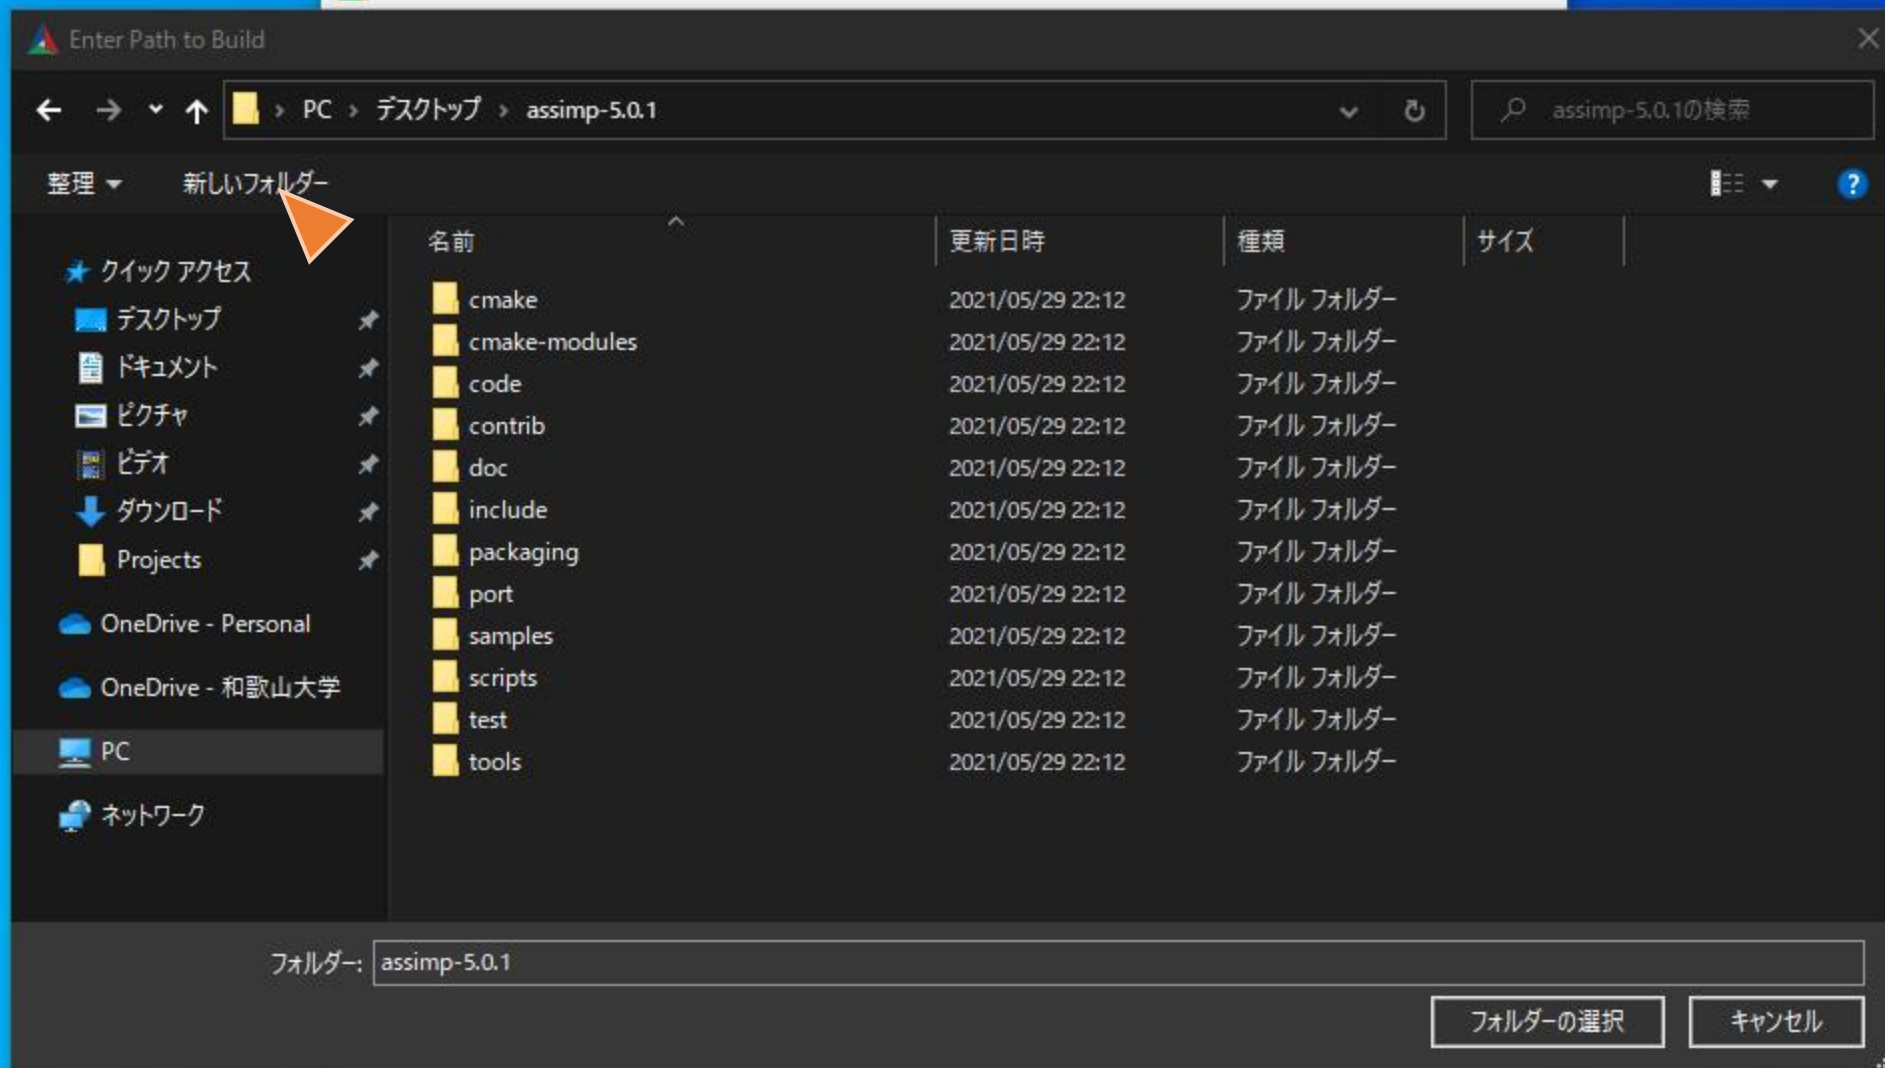 Enter Path to Build
PC › デスクトップ › assimp-5.0.1
assimp-5.0.1の検索
整理 新しいフォルダー
?
名前 更新日時 種類 サイズ
クイック アクセス
デスクトップ
ドキュメント
ピクチャ
ビデオ
ダウンロード
Projects
OneDrive - Personal
OneDrive - 和歌山大学
PC
ネットワーク
cmake 2021/05/29 22:12 ファイル フォルダー
cmake-modules 2021/05/29 22:12 ファイル フォルダー
code 2021/05/29 22:12 ファイル フォルダー
contrib 2021/05/29 22:12 ファイル フォルダー
doc 2021/05/29 22:12 ファイル フォルダー
include 2021/05/29 22:12 ファイル フォルダー
packaging 2021/05/29 22:12 ファイル フォルダー
port 2021/05/29 22:12 ファイル フォルダー
samples 2021/05/29 22:12 ファイル フォルダー
scripts 2021/05/29 22:12 ファイル フォルダー
test 2021/05/29 22:12 ファイル フォルダー
tools 2021/05/29 22:12 ファイル フォルダー
フォルダー: assimp-5.0.1
フォルダーの選択 キャンセル